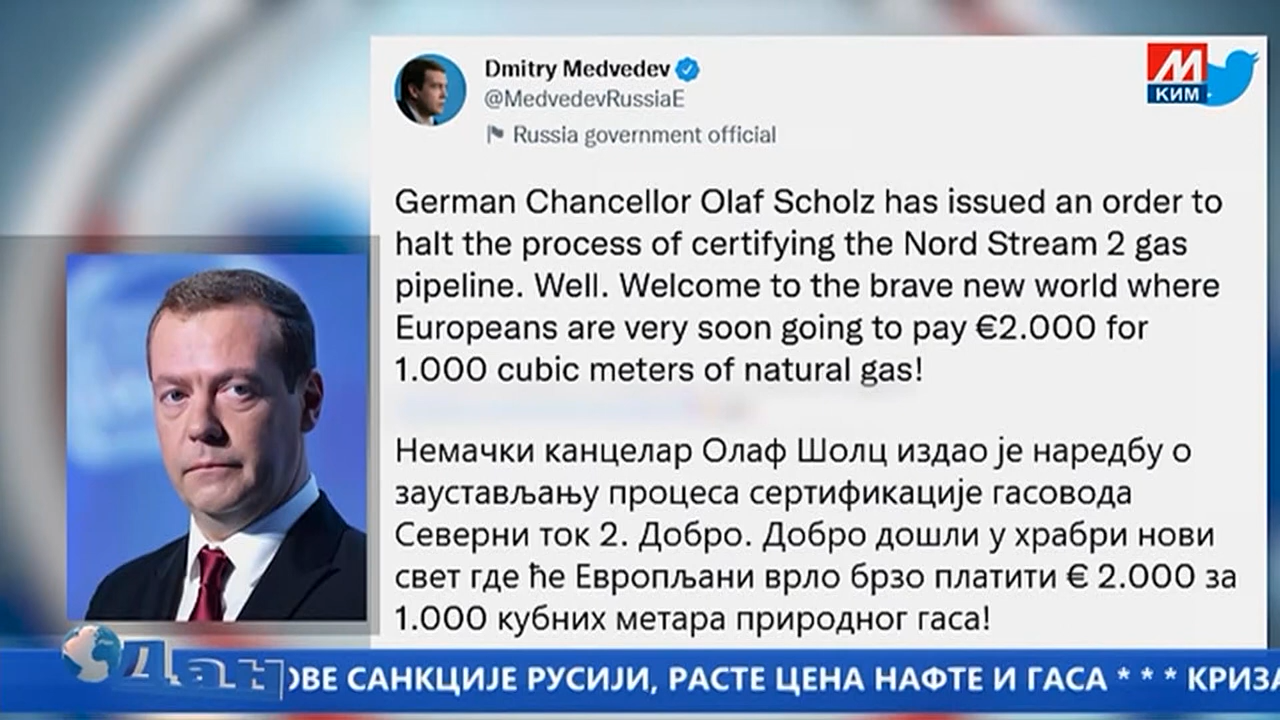 Dmitry Medvedev
@MedvedevRussiaE
Russia government official
М
КИМ
German Chancellor Olaf Scholz has issued an order to
halt the process of certifying the Nord Stream 2 gas
pipeline. Well. Welcome to the brave new world where
Europeans are very soon going to pay €2.000 for
1.000 cubic meters of natural gas!
Немачки канцелар Олаф Шолц издао је наредбу о
заустављању процеса сертификације гасовода
Северни ток 2. Добро. Добро дошли у храбри нови
свет где ће Европљани врло брзо платити € 2.000 за
1.000 кубних метара природног гаса!
Дан
САНКЦИЈЕ РУСИЈИ, РАСТЕ ЦЕНА НАФТЕ И ГАСА * * *